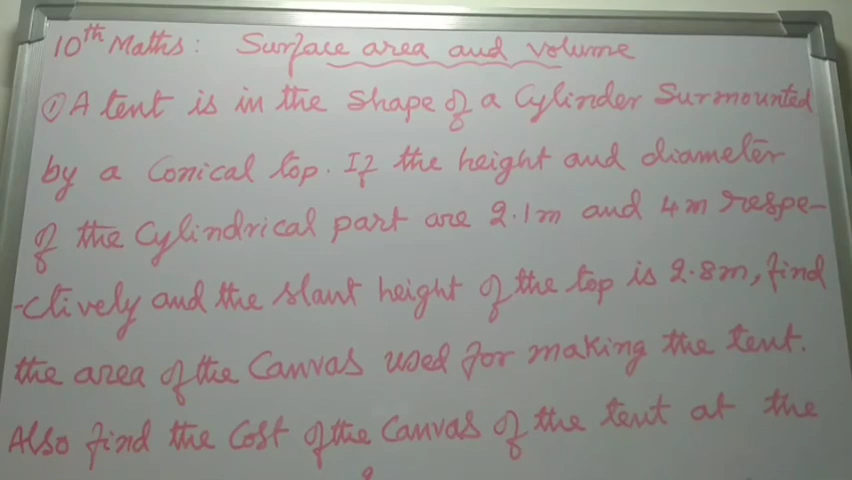 10th Maths: Surface area and volume
① A tent is in the shape of a Cylinder Surmounted
by a Conical top. If the height and diameter
of the Cylindrical part are 2.1m and 4m respe-
-ctively and the slant height of the top is 2.8m, find
the area of the Canvas used for making the tent.
Also find the Cost of the Canvas of the tent at the